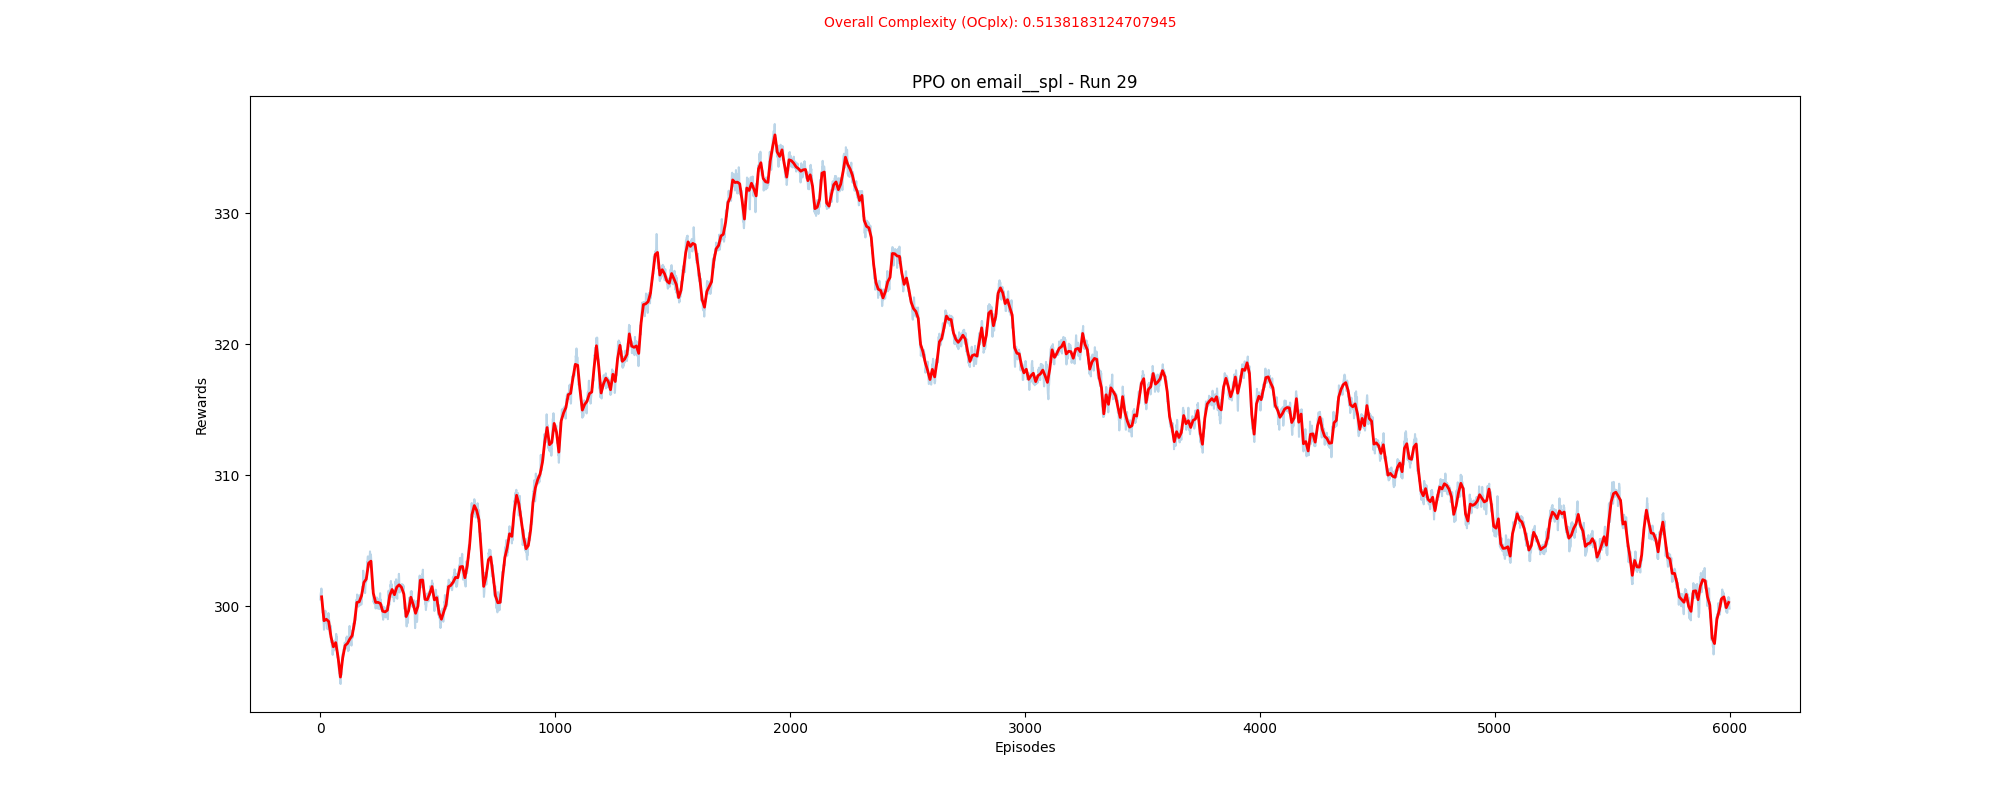 Overall Complexity (OCplx): 0.5138183124707945
PPO on email__spl - Run 29
330
320
310
300
Rewards
0 1000 2000 3000 4000 5000 6000
Episodes